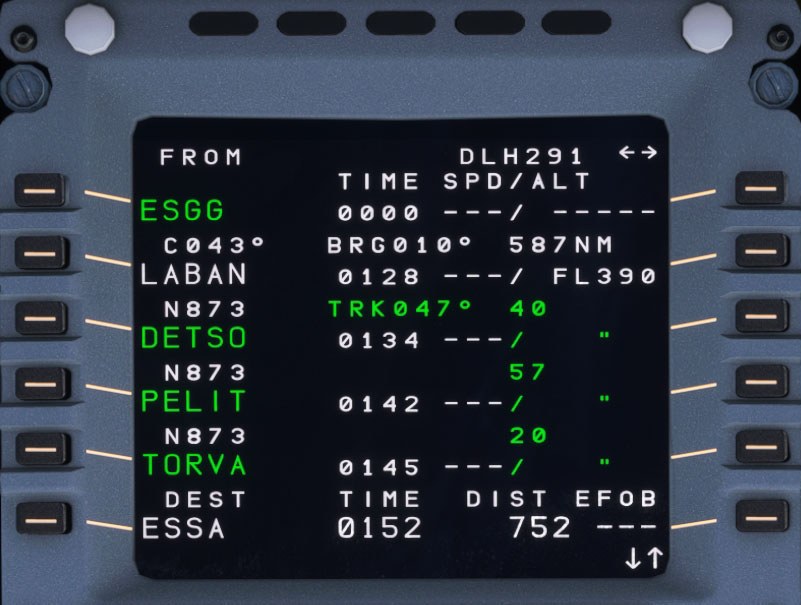 FROM DLH291 ←→
TIME SPD/ALT
ESGG 0000 ---/ -----
C043° BRG010° 587NM
LABAN 0128 ---/ FL390
N873 TRK047° 40
DETSO 0134 ---/ "
N873 57
PELIT 0142 ---/ "
N873 20
TORVA 0145 ---/ "
DEST TIME DIST EFOB
ESSA 0152 752 ---
↓↑